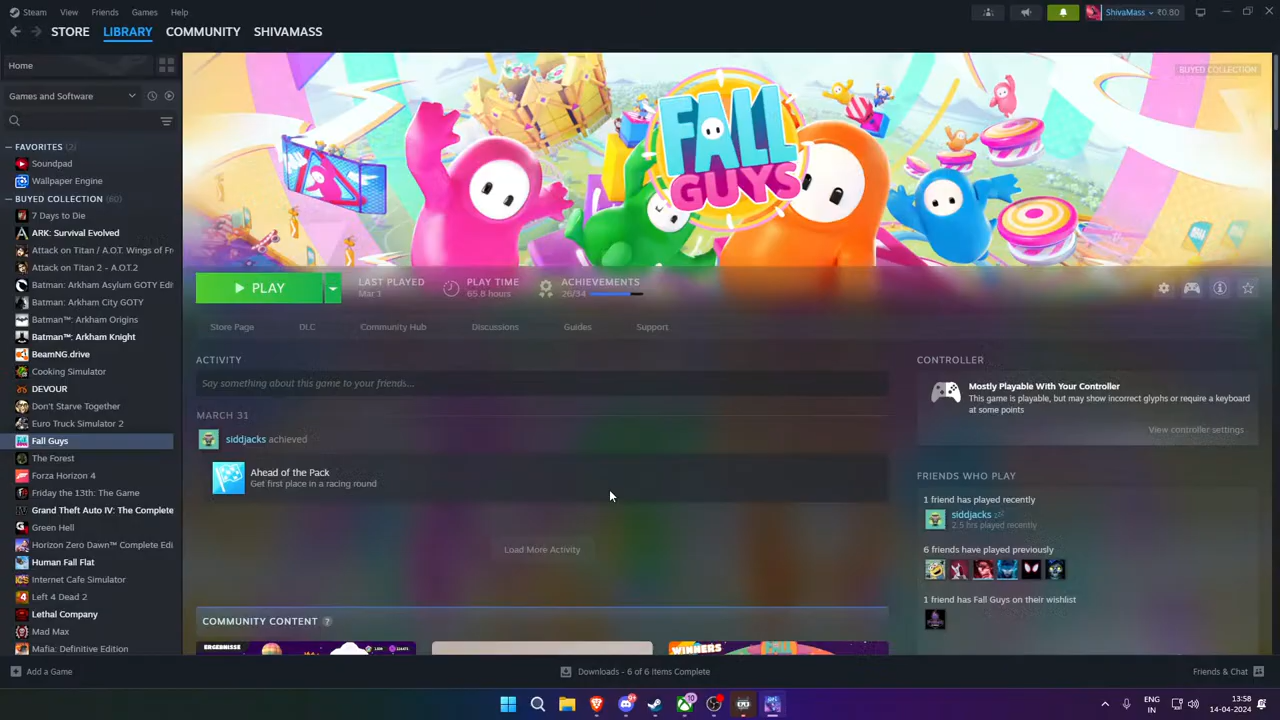 Steam View Friends Games Help
ShivaMass ₹0.80
STORE LIBRARY COMMUNITY SHIVAMASS
Home
Games and Software
FAVORITES (2)
Soundpad
Wallpaper Engine
BUYED COLLECTION (60)
7 Days to Die
ARK: Survival Evolved
Attack on Titan / A.O.T. Wings of Fr
Attack on Titan 2 - A.O.T.2
Batman: Arkham Asylum GOTY Edit
Batman: Arkham City GOTY
Batman™: Arkham Origins
Batman™: Arkham Knight
BeamNG.drive
Cooking Simulator
DEVOUR
Don't Starve Together
Euro Truck Simulator 2
Fall Guys
The Forest
Forza Horizon 4
Friday the 13th: The Game
Grand Theft Auto IV: The Complete
Green Hell
Horizon Zero Dawn™ Complete Edi
Human Fall Flat
Internet Cafe Simulator
Left 4 Dead 2
Lethal Company
Mad Max
Mafia: Definitive Edition
BUYED COLLECTION
FALL
GUYS
PLAY
LAST PLAYED
Mar 1
PLAY TIME
65.8 hours
ACHIEVEMENTS
26/34
Store Page DLC Community Hub Discussions Guides Support
ACTIVITY
Say something about this game to your friends...
MARCH 31
siddjacks achieved
Ahead of the Pack
Get first place in a racing round
Load More Activity
COMMUNITY CONTENT ?
ERGEBNISSE
WINNERS
CONTROLLER
Mostly Playable With Your Controller
This game is playable, but may show incorrect glyphs or require a keyboard
at some points
View controller settings
FRIENDS WHO PLAY
1 friend has played recently
siddjacks
2.5 hrs played recently
6 friends have played previously
1 friend has Fall Guys on their wishlist
Add a Game
Downloads - 6 of 6 Items Complete
Friends & Chat
ENG
IN
13:58
14-04-2024